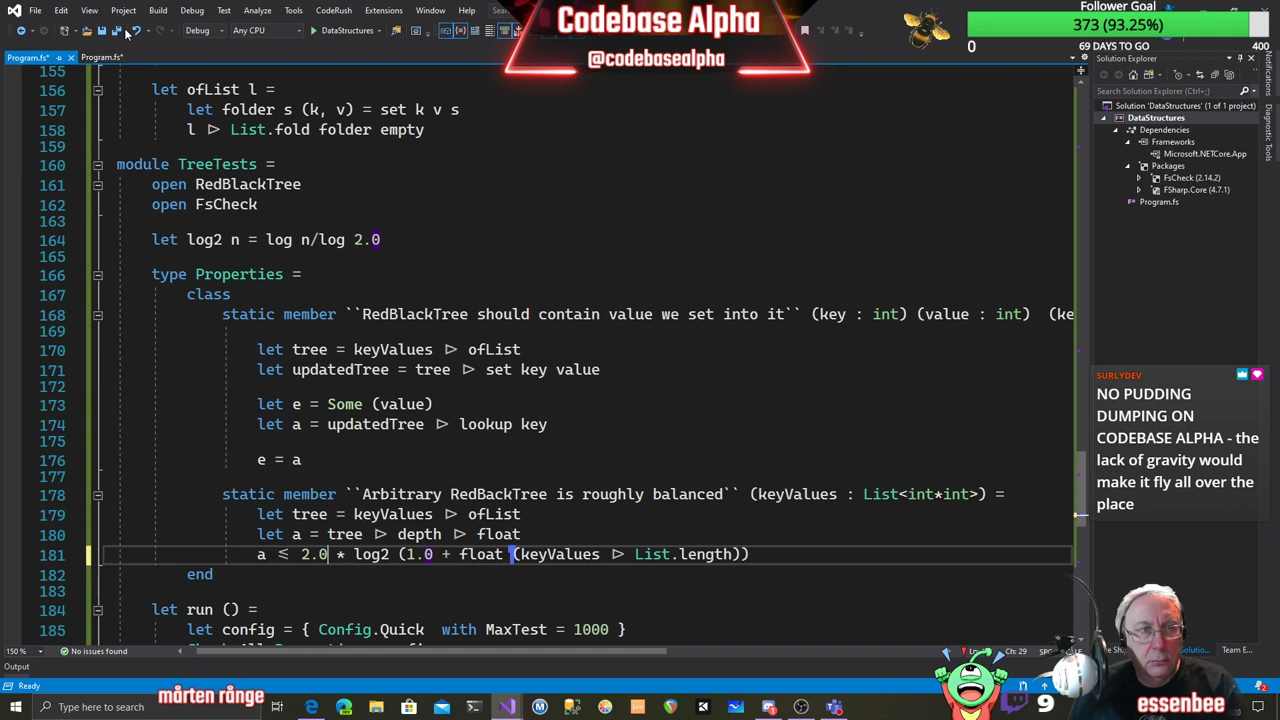 File Edit View Project Build Debug Test Analyze Tools CodeRush Extensions Window Help
Codebase Alpha
@codebasealpha
Follower Goal
373 (93.25%)
0 69 DAYS TO GO 400
Debug Any CPU DataStructures
Program.fs* Program.fs*
155
156 let ofList l =
157 let folder s (k, v) = set k v s
158 l ▷ List.fold folder empty
159
160 module TreeTests =
161 open RedBlackTree
162 open FsCheck
163
164 let log2 n = log n/log 2.0
165
166 type Properties =
167 class
168 static member ``RedBlackTree should contain value we set into it`` (key : int) (value : int) (ke
169
170 let tree = keyValues ▷ ofList
171 let updatedTree = tree ▷ set key value
172
173 let e = Some (value)
174 let a = updatedTree ▷ lookup key
175
176 e = a
177
178 static member ``Arbitrary RedBackTree is roughly balanced`` (keyValues : List<int*int>) =
179 let tree = keyValues ▷ ofList
180 let a = tree ▷ depth ▷ float
181 a ≤ 2.0 * log2 (1.0 + float (keyValues ▷ List.length))
182 end
183
184 let run () =
185 let config = { Config.Quick with MaxTest = 1000 }
Solution Explorer
Search Solution Explorer (Ctrl+;)
Solution 'DataStructures' (1 of 1 project)
DataStructures
Dependencies
Frameworks
Microsoft.NETCore.App
Packages
FsCheck (2.14.2)
FSharp.Core (4.7.1)
Program.fs
Notifications
Diagnostic Tools
SURLYDEV
NO PUDDING
DUMPING ON
CODEBASE ALPHA - the
lack of gravity would
make it fly all over the
place
150 % No issues found Ch: 29 SPC
Solutio... Team E...
Output
Ready
mårten rånge
9
essenbee
Type here to search